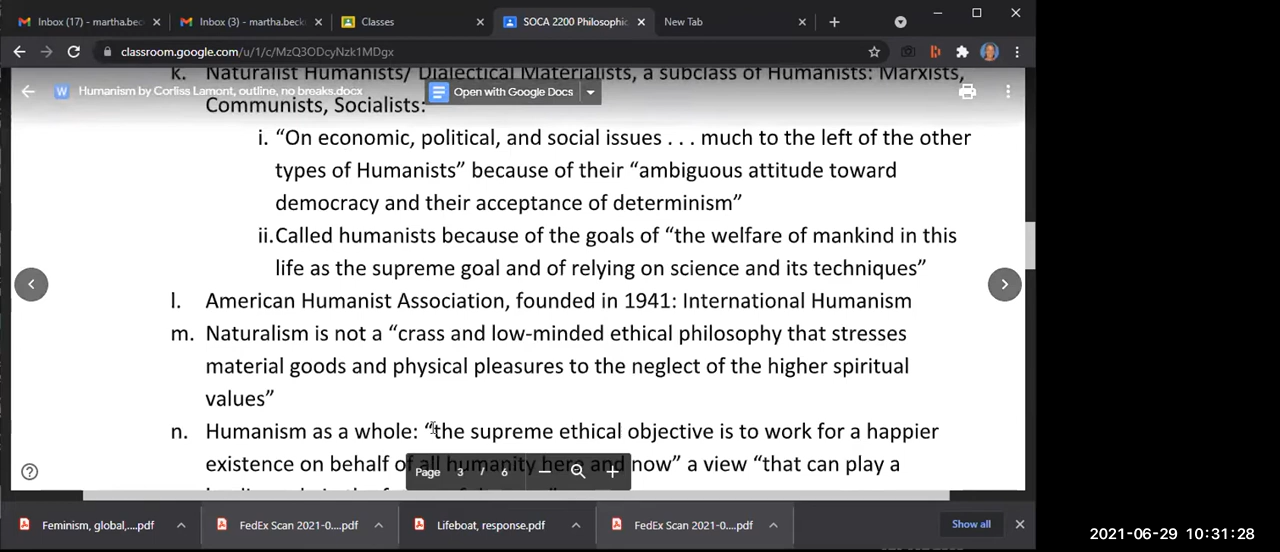 Inbox (17) - martha.beck
Inbox (3) - martha.beck
Classes
SOCA 2200 Philosophic
New Tab
classroom.google.com/u/1/c/MzQ3ODcyNzk1MDgx
k. Naturalist Humanists/ Dialectical Materialists, a subclass of Humanists: Marxists,
Humanism by Corliss Lamont, outline, no breaks.docx
Open with Google Docs
Communists, Socialists:
i. “On economic, political, and social issues . . . much to the left of the other
types of Humanists” because of their “ambiguous attitude toward
democracy and their acceptance of determinism”
ii. Called humanists because of the goals of “the welfare of mankind in this
life as the supreme goal and of relying on science and its techniques”
l. American Humanist Association, founded in 1941: International Humanism
m. Naturalism is not a “crass and low-minded ethical philosophy that stresses
material goods and physical pleasures to the neglect of the higher spiritual
values”
n. Humanism as a whole: “the supreme ethical objective is to work for a happier
existence on behalf of all humanity here and now” a view “that can play a
Page 3 / 6
Feminism, global,....pdf
FedEx Scan 2021-0....pdf
Lifeboat, response.pdf
FedEx Scan 2021-0....pdf
Show all
2021-06-29 10:31:28